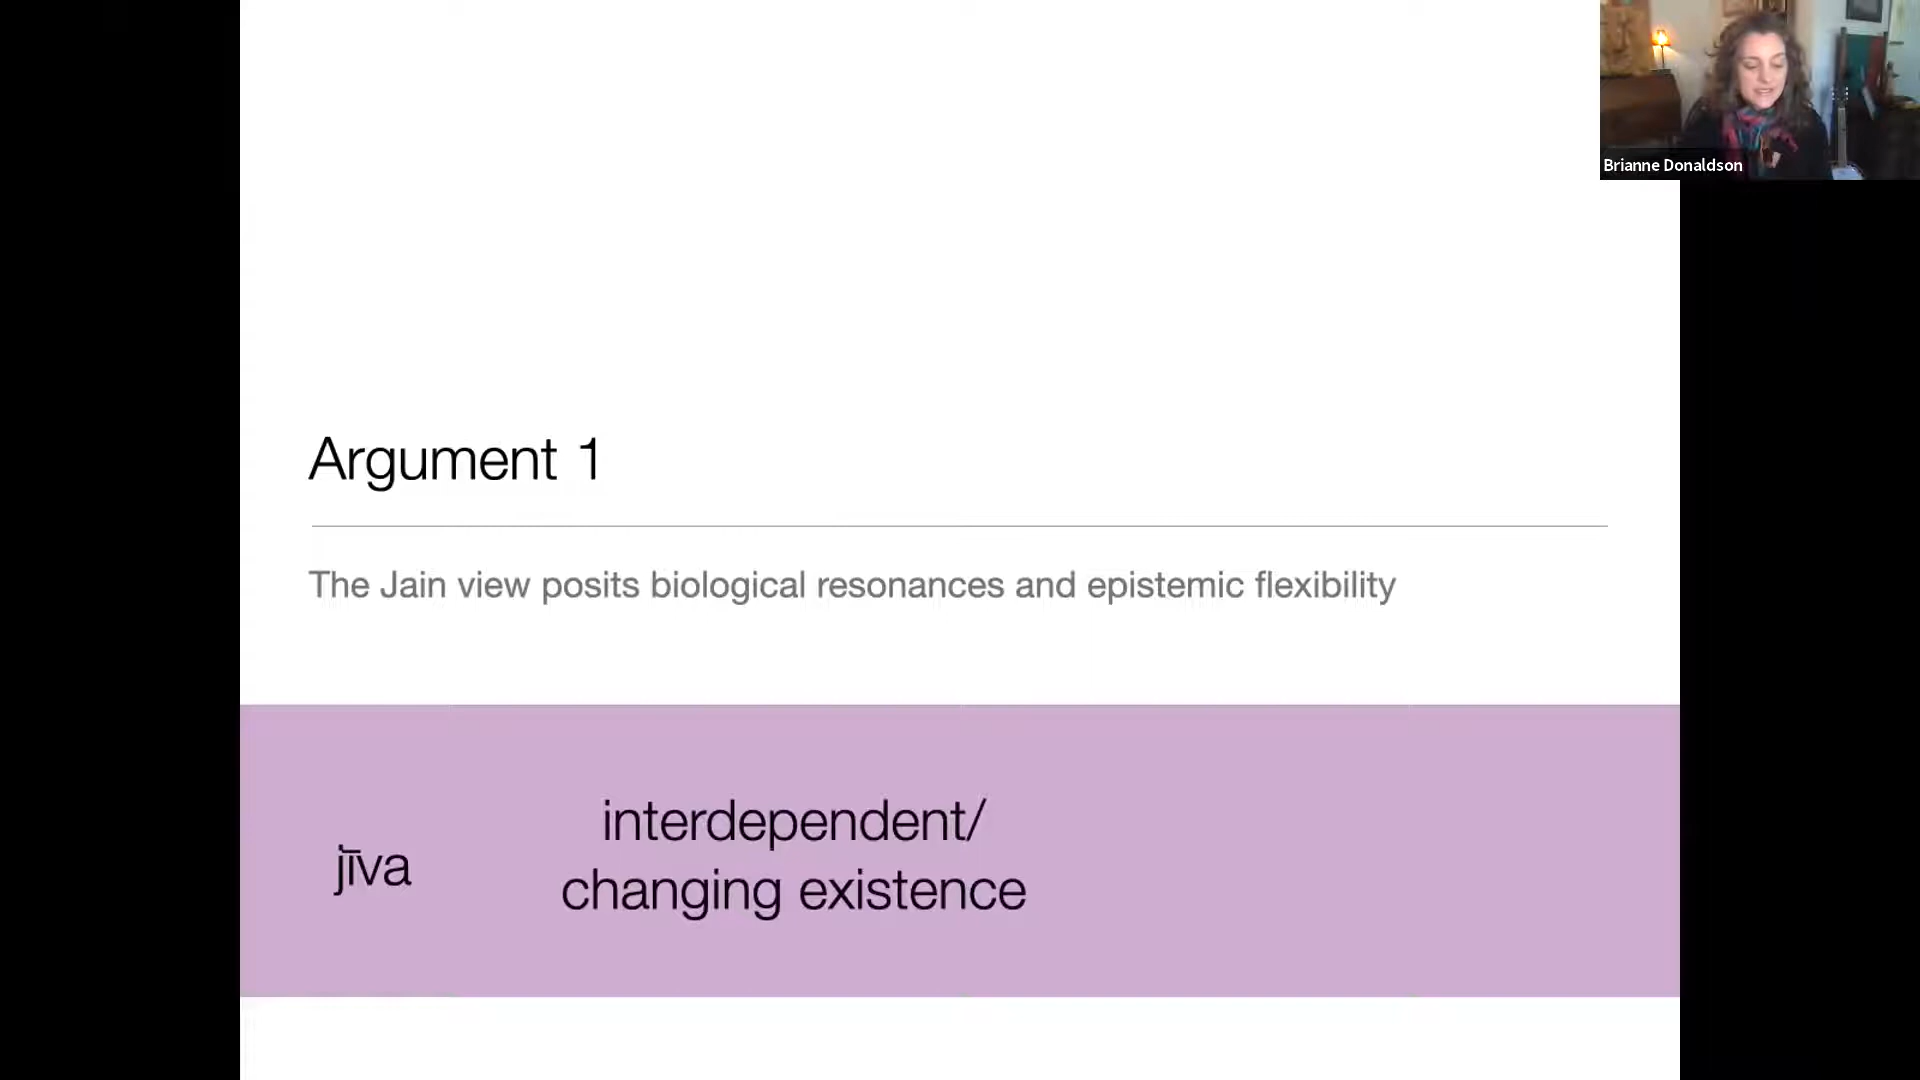 Brianne Donaldson
Argument 1
The Jain view posits biological resonances and epistemic flexibility
jīva
interdependent/
changing existence